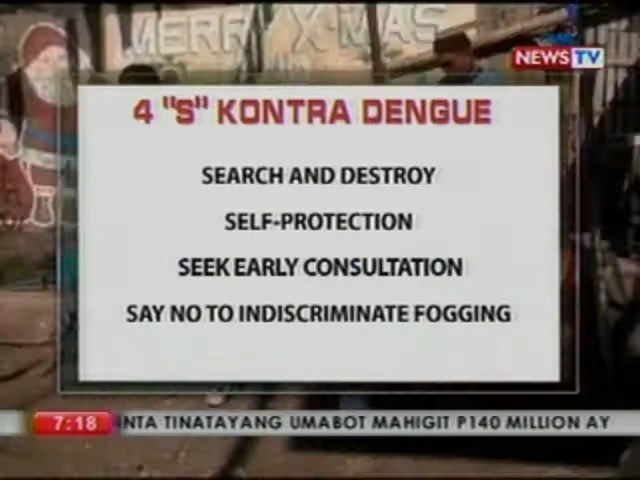 MERRY X'MAS
NEWS TV
4 "S" KONTRA DENGUE
SEARCH AND DESTROY
SELF-PROTECTION
SEEK EARLY CONSULTATION
SAY NO TO INDISCRIMINATE FOGGING
7:18 NTA TINATAYANG UMABOT MAHIGIT P140 MILLION AY